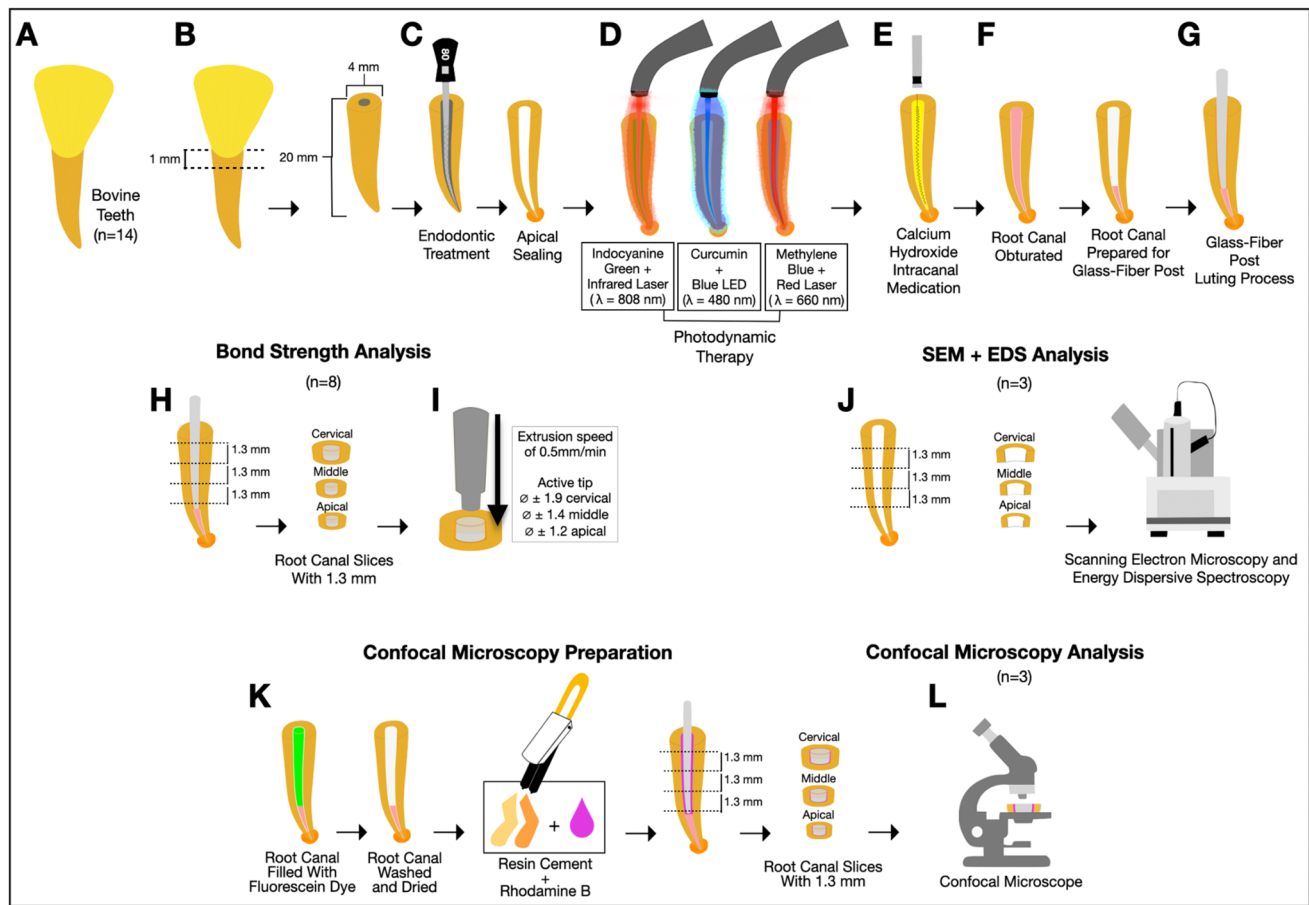 A
Bovine
Teeth
(n=14)
B
1 mm
4 mm
20 mm
C
80
Endodontic
Treatment
Apical
Sealing
D
Indocyanine
Green +
Infrared Laser
(λ = 808 nm)
Curcumin
+
Blue LED
(λ = 480 nm)
Methylene
Blue +
Red Laser
(λ = 660 nm)
Photodynamic
Therapy
E
Calcium
Hydroxide
Intracanal
Medication
F
Root Canal
Obturated
Root Canal
Prepared for
Glass-Fiber Post
G
Glass-Fiber
Post
Luting Process
Bond Strength Analysis
(n=8)
H
1.3 mm
1.3 mm
1.3 mm
Cervical
Middle
Apical
Root Canal Slices
With 1.3 mm
I
Extrusion speed
of 0.5mm/min
Active tip
∅ ± 1.9 cervical
∅ ± 1.4 middle
∅ ± 1.2 apical
SEM + EDS Analysis
(n=3)
J
1.3 mm
1.3 mm
1.3 mm
Cervical
Middle
Apical
Scanning Electron Microscopy and
Energy Dispersive Spectroscopy
Confocal Microscopy Preparation
K
Root Canal
Filled With
Fluorescein Dye
Root Canal
Washed
and Dried
+
Resin Cement
+
Rhodamine B
1.3 mm
1.3 mm
1.3 mm
Cervical
Middle
Apical
Root Canal Slices
With 1.3 mm
Confocal Microscopy Analysis
(n=3)
L
Confocal Microscope